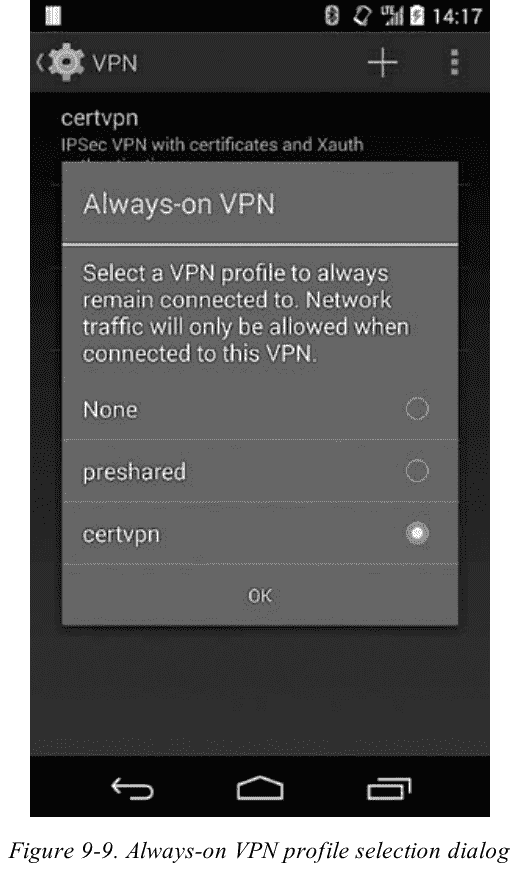 LTE 14:17
VPN
certvpn
IPSec VPN with certificates and Xauth
Always-on VPN
Select a VPN profile to always
remain connected to. Network
traffic will only be allowed when
connected to this VPN.
None
preshared
certvpn
OK
Figure 9-9. Always-on VPN profile selection dialog